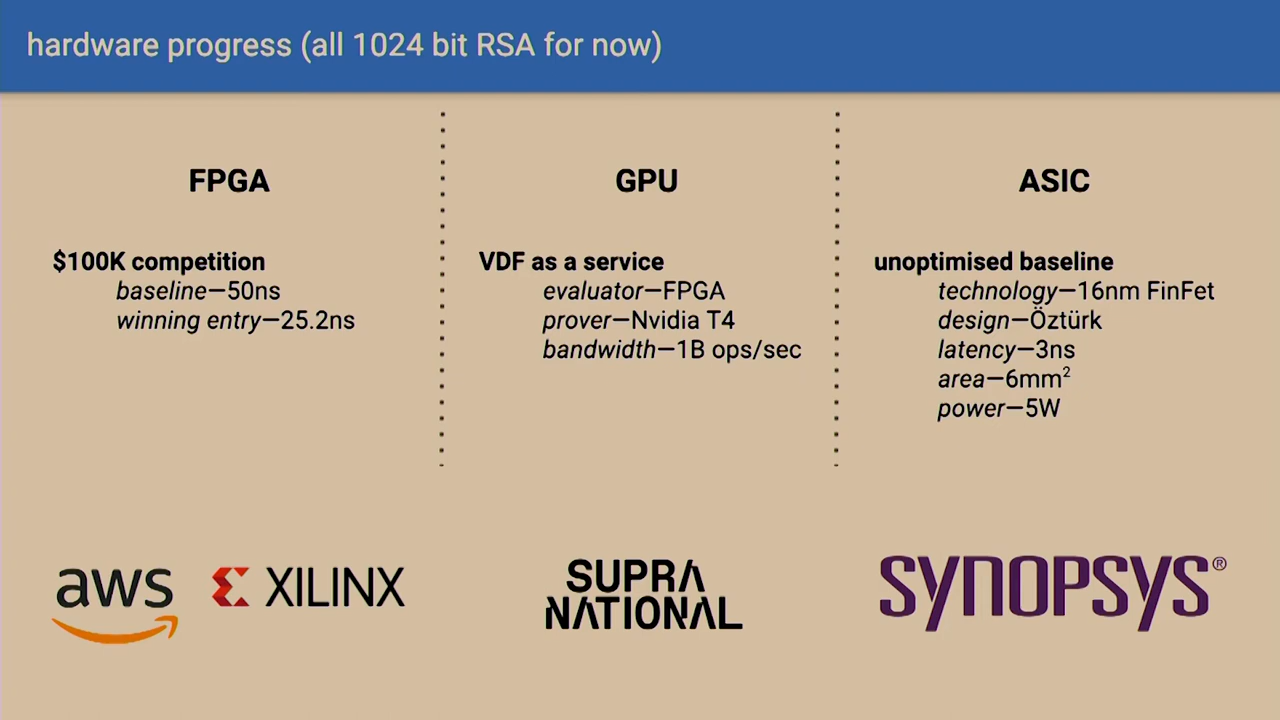 hardware progress (all 1024 bit RSA for now)
FPGA
$100K competition
baseline—50ns
winning entry—25.2ns
aws
XILINX
GPU
VDF as a service
evaluator—FPGA
prover—Nvidia T4
bandwidth—1B ops/sec
SUPRA
NATIONAL
ASIC
unoptimised baseline
technology—16nm FinFet
design—Öztürk
latency—3ns
area—6mm²
power—5W
SYNOPSYS®